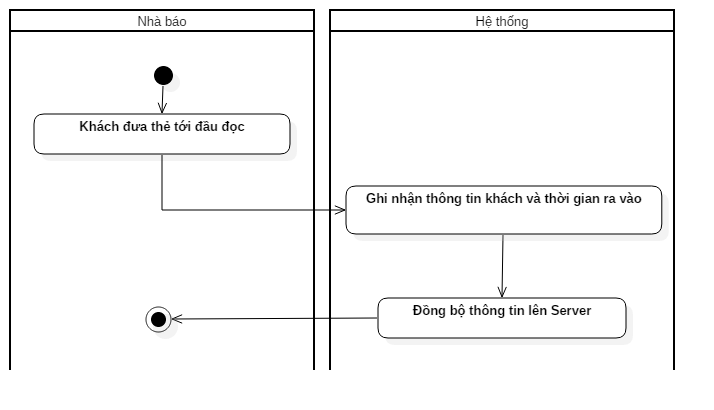 Nhà báo
Hệ thống
Khách đưa thẻ tới đầu đọc
Ghi nhận thông tin khách và thời gian ra vào
Đồng bộ thông tin lên Server